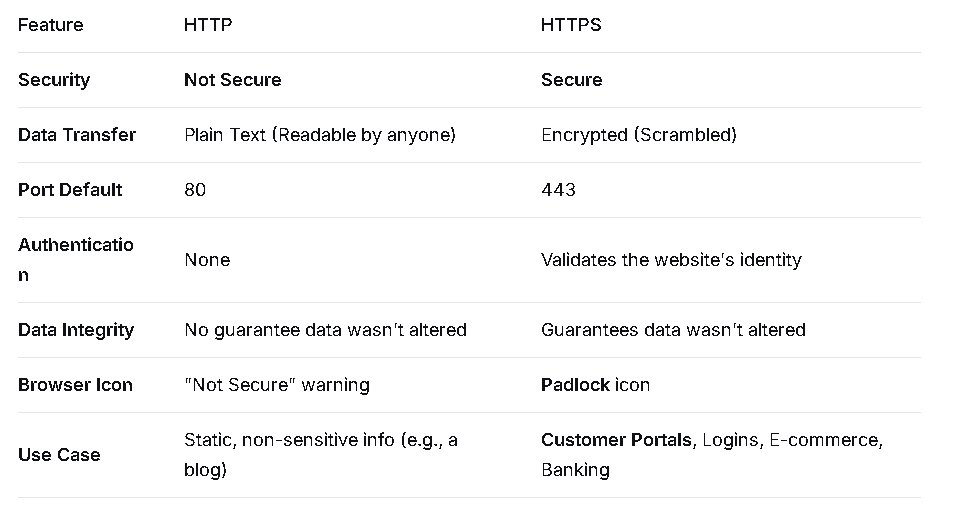 Feature HTTP HTTPS
Security Not Secure Secure
Data Transfer Plain Text (Readable by anyone) Encrypted (Scrambled)
Port Default 80 443
Authenticatio
n None Validates the website's identity
Data Integrity No guarantee data wasn't altered Guarantees data wasn't altered
Browser Icon "Not Secure" warning Padlock icon
Use Case Static, non-sensitive info (e.g., a
blog) Customer Portals, Logins, E-commerce,
Banking